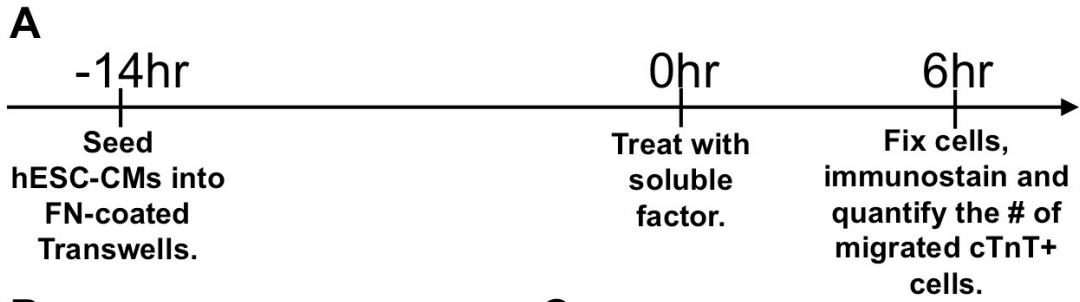 A
-14hr
0hr
6hr
Seed
hESC-CMs into
FN-coated
Transwells.
Treat with
soluble
factor.
Fix cells,
immunostain and
quantify the # of
migrated cTnT+
cells.